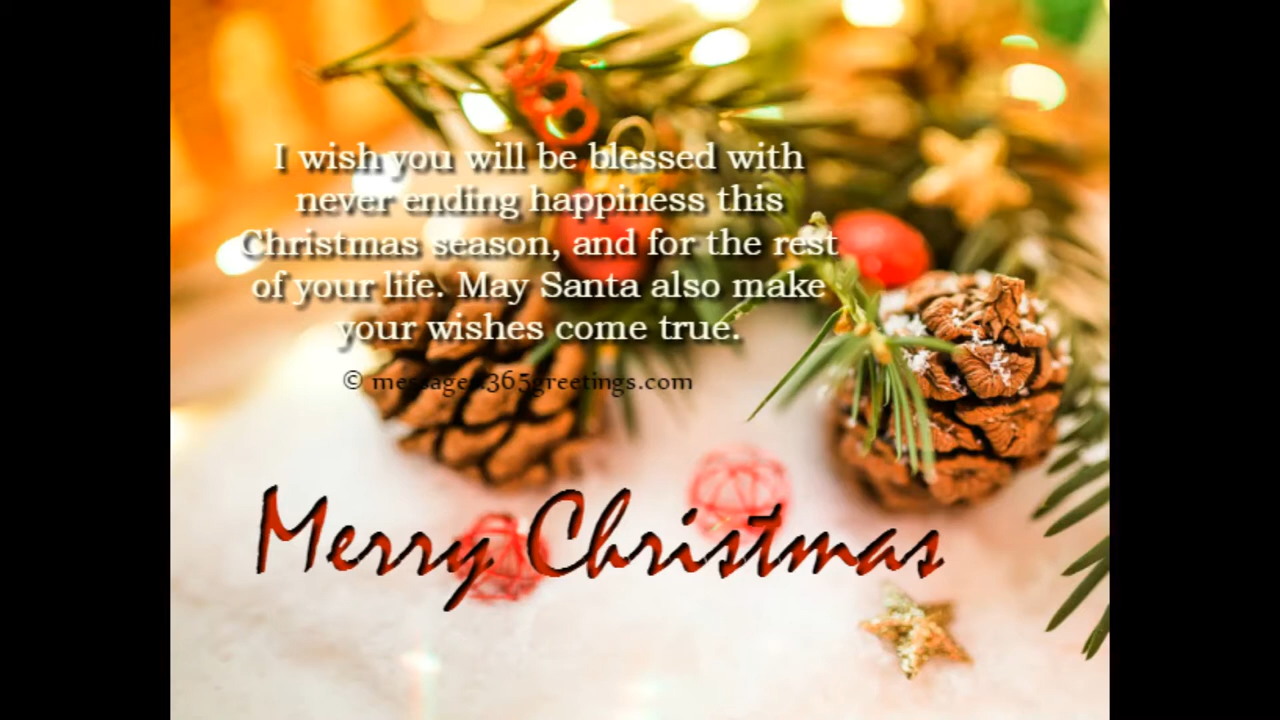 I wish you will be blessed with
never ending happiness this
Christmas season, and for the rest
of your life. May Santa also make
your wishes come true.
© messages365greetings.com
Merry Christmas